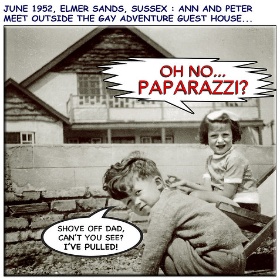 JUNE 1952, ELMER SANDS, SUSSEX : ANN AND PETER
MEET OUTSIDE THE GAY ADVENTURE GUEST HOUSE...
OH NO...
PAPARAZZI?
SHOVE OFF DAD,
CAN'T YOU SEE?
I'VE PULLED!